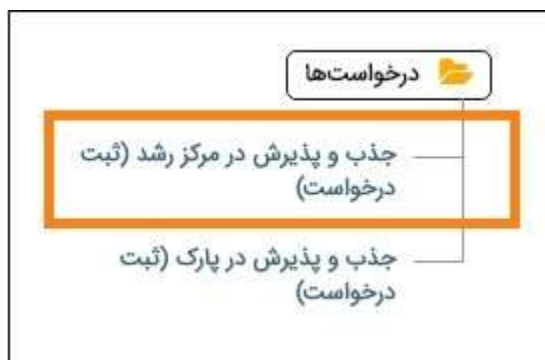 درخواست‌ها
جذب و پذیرش در مرکز رشد (ثبت
درخواست)
جذب و پذیرش در پارک (ثبت
درخواست)